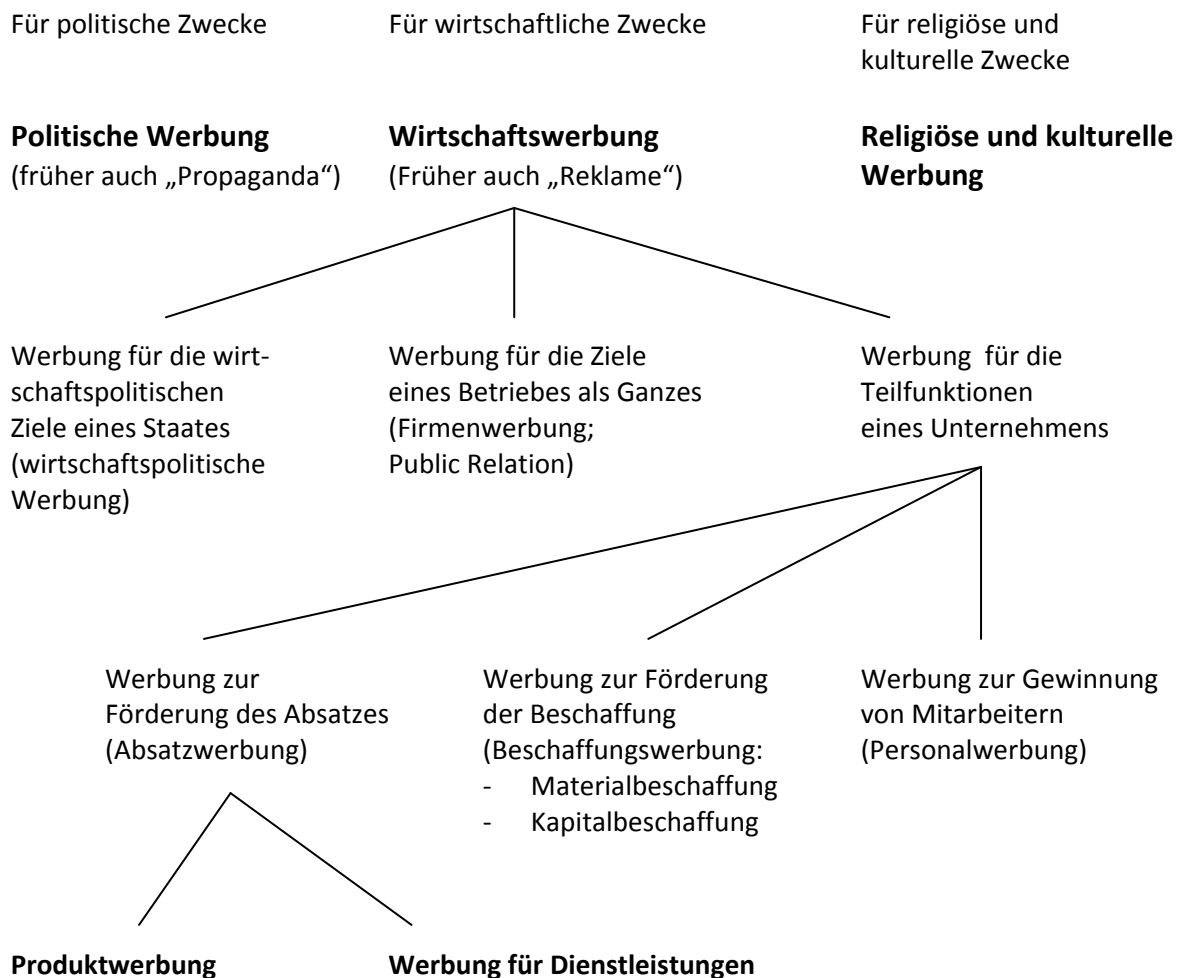 Für politische Zwecke
Für wirtschaftliche Zwecke
Für religiöse und
kulturelle Zwecke
Politische Werbung
(früher auch „Propaganda“)
Wirtschaftswerbung
(Früher auch „Reklame“)
Religiöse und kulturelle
Werbung
Werbung für die wirt-
schaftspolitischen
Ziele eines Staates
(wirtschaftspolitische
Werbung)
Werbung für die Ziele
eines Betriebes als Ganzes
(Firmenwerbung;
Public Relation)
Werbung für die
Teilfunktionen
eines Unternehmens
Werbung zur
Förderung des Absatzes
(Absatzwerbung)
Werbung zur Förderung
der Beschaffung
(Beschaffungswerbung:
- Materialbeschaffung
- Kapitalbeschaffung
Werbung zur Gewinnung
von Mitarbeitern
(Personalwerbung)
Produktwerbung
Werbung für Dienstleistungen